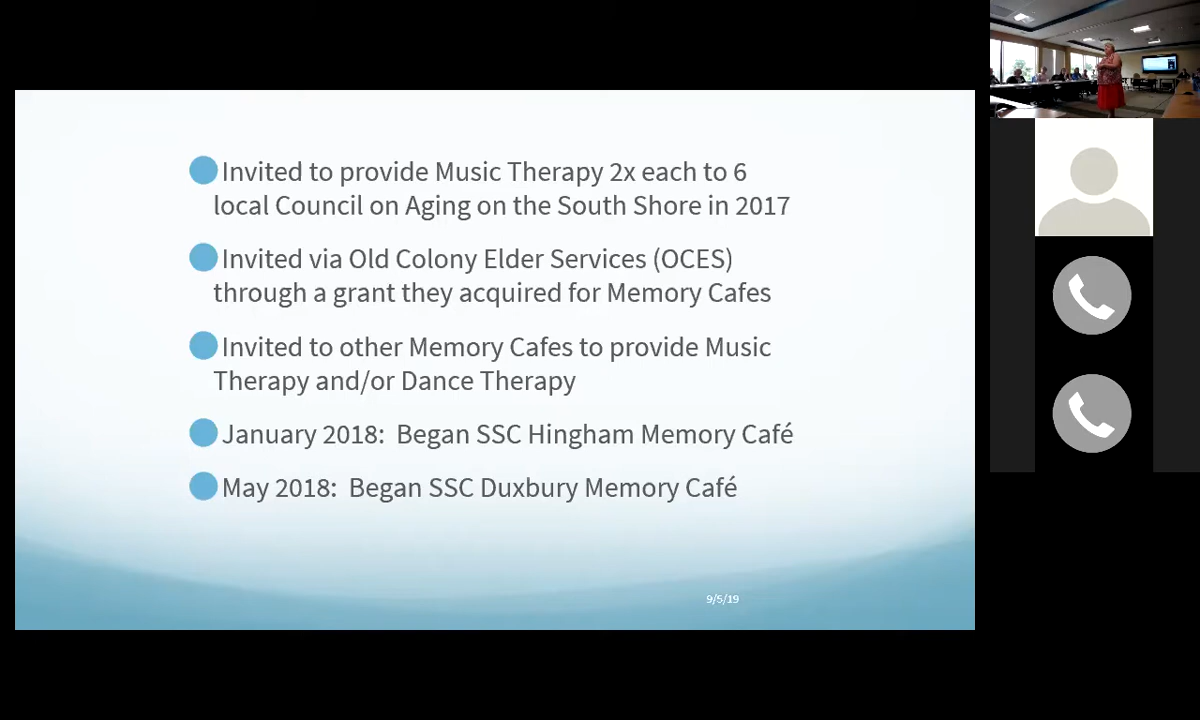 Invited to provide Music Therapy 2x each to 6
local Council on Aging on the South Shore in 2017
Invited via Old Colony Elder Services (OCES)
through a grant they acquired for Memory Cafes
Invited to other Memory Cafes to provide Music
Therapy and/or Dance Therapy
January 2018:  Began SSC Hingham Memory Café
May 2018:  Began SSC Duxbury Memory Café
9/5/19